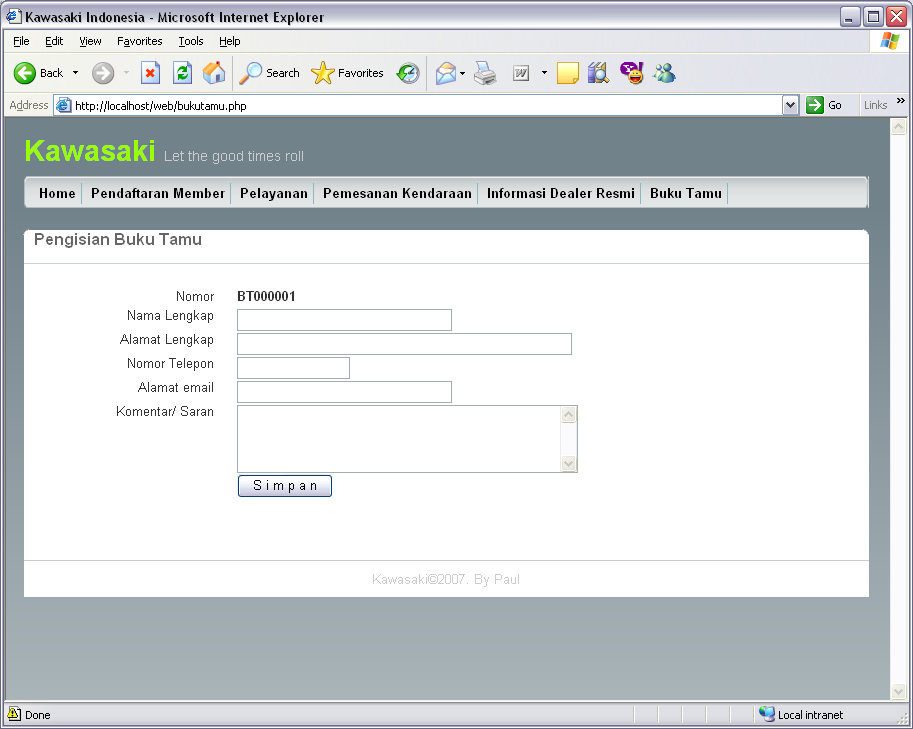 Kawasaki Indonesia - Microsoft Internet Explorer
File Edit View Favorites Tools Help
Back Search Favorites W
Address http://localhost/web/bukutamu.php Go Links »
Kawasaki Let the good times roll
Home Pendaftaran Member Pelayanan Pemesanan Kendaraan Informasi Dealer Resmi Buku Tamu
Pengisian Buku Tamu
Nomor BT000001
Nama Lengkap
Alamat Lengkap
Nomor Telepon
Alamat email
Komentar/ Saran
S i m p a n
Kawasaki©2007. By Paul
Done Local intranet